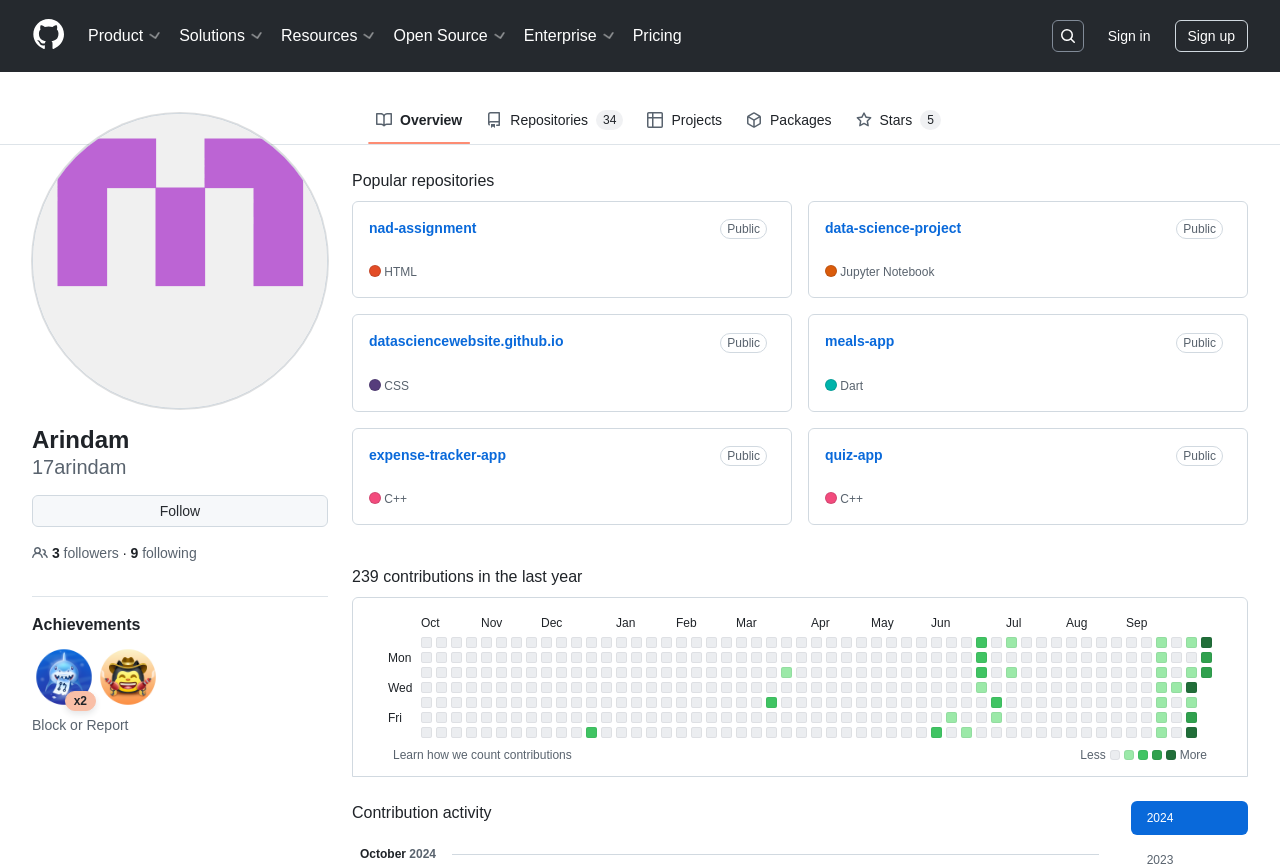 Product Solutions Resources Open Source Enterprise Pricing Sign in Sign up
Overview Repositories 34 Projects Packages Stars 5
Arindam
17arindam
Follow
3 followers · 9 following
Achievements
x2
Block or Report
Popular repositories
nad-assignment Public
HTML
data-science-project Public
Jupyter Notebook
datasciencewebsite.github.io Public
CSS
meals-app Public
Dart
expense-tracker-app Public
C++
quiz-app Public
C++
239 contributions in the last year
Oct Nov Dec Jan Feb Mar Apr May Jun Jul Aug Sep
Mon
Wed
Fri
Learn how we count contributions Less More
Contribution activity
October 2024
2024
2023